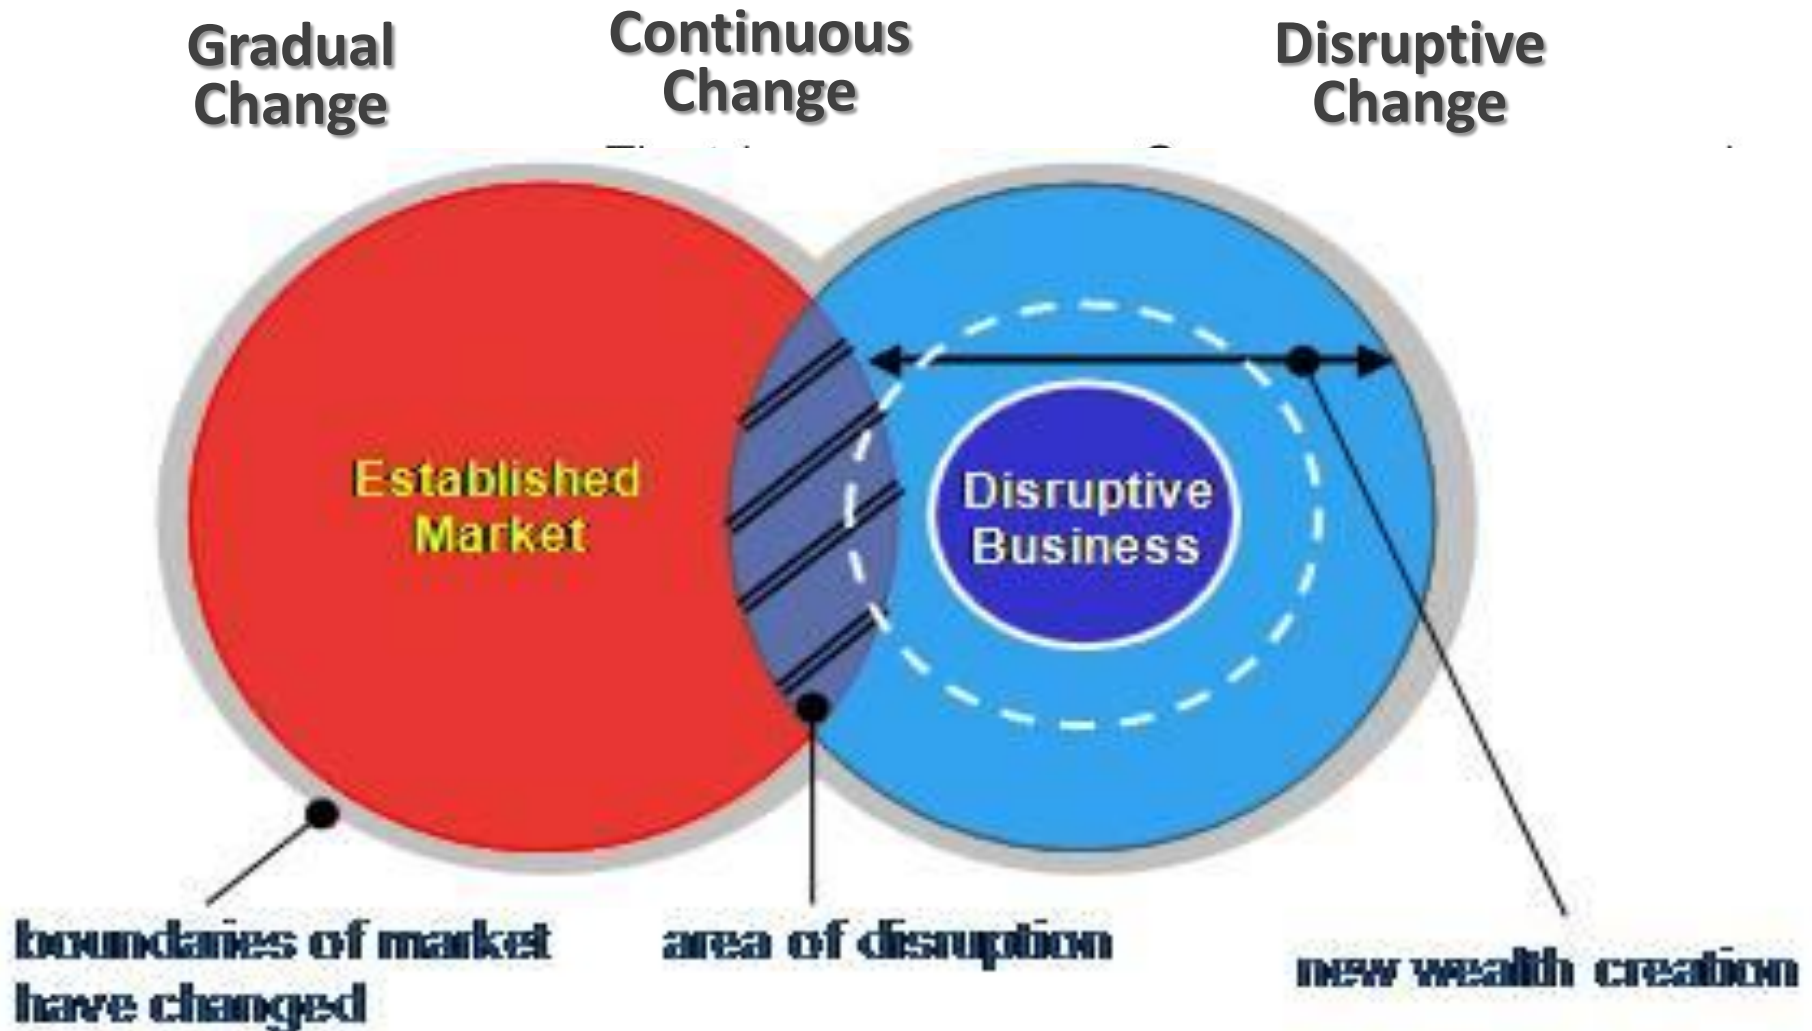 Gradual
Change
Continuous
Change
Disruptive
Change
Established
Market
Disruptive
Business
boundaries of market
have changed
area of disruption
new wealth creation